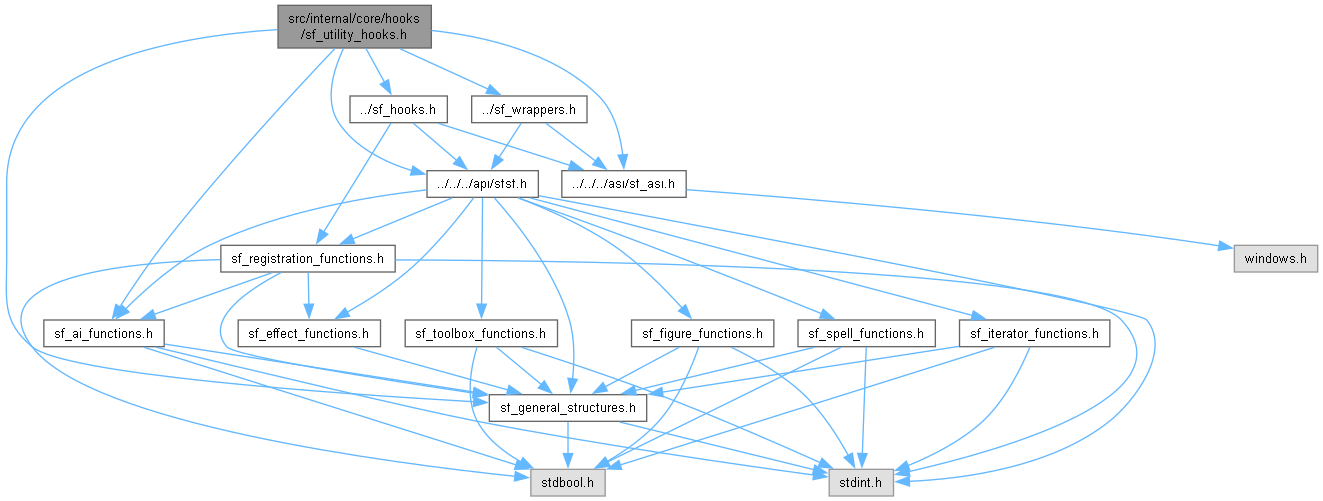 src/internal/core/hooks
/sf_utility_hooks.h
../sf_hooks.h
../sf_wrappers.h
../../../api/sfsf.h
../../../asi/sf_asi.h
sf_registration_functions.h
windows.h
sf_ai_functions.h
sf_effect_functions.h
sf_toolbox_functions.h
sf_figure_functions.h
sf_spell_functions.h
sf_iterator_functions.h
sf_general_structures.h
stdbool.h
stdint.h